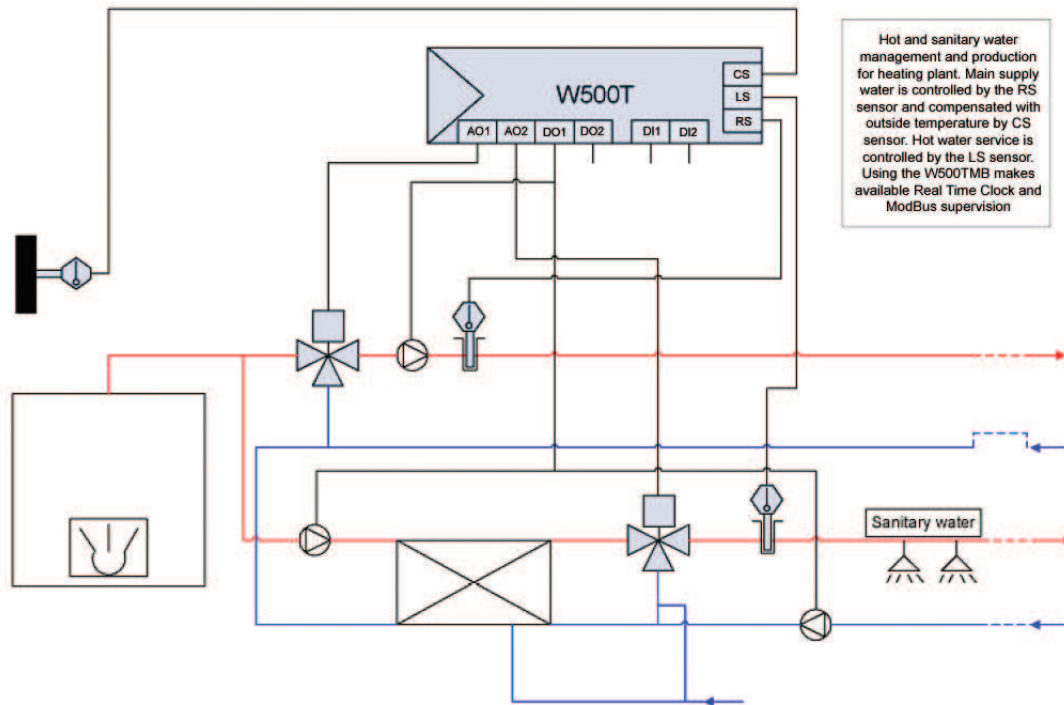 Hot and sanitary water
management and production
for heating plant. Main supply
water is controlled by the RS
sensor and compensated with
outside temperature by CS
sensor. Hot water service is
controlled by the LS sensor.
Using the W500TMB makes
available Real Time Clock and
ModBus supervision
W500T
CS
LS
RS
AO1 AO2 DO1 DO2 DI1 DI2
Sanitary water